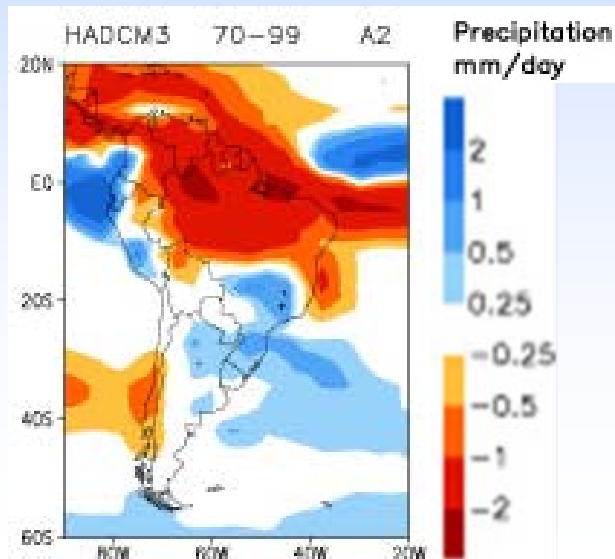 HADCM3 70-99 A2
Precipitation
mm/day
20N
EQ
20S
40S
60S
80W 60W 40W 20W
2
1
0.5
0.25
-0.25
-0.5
-1
-2